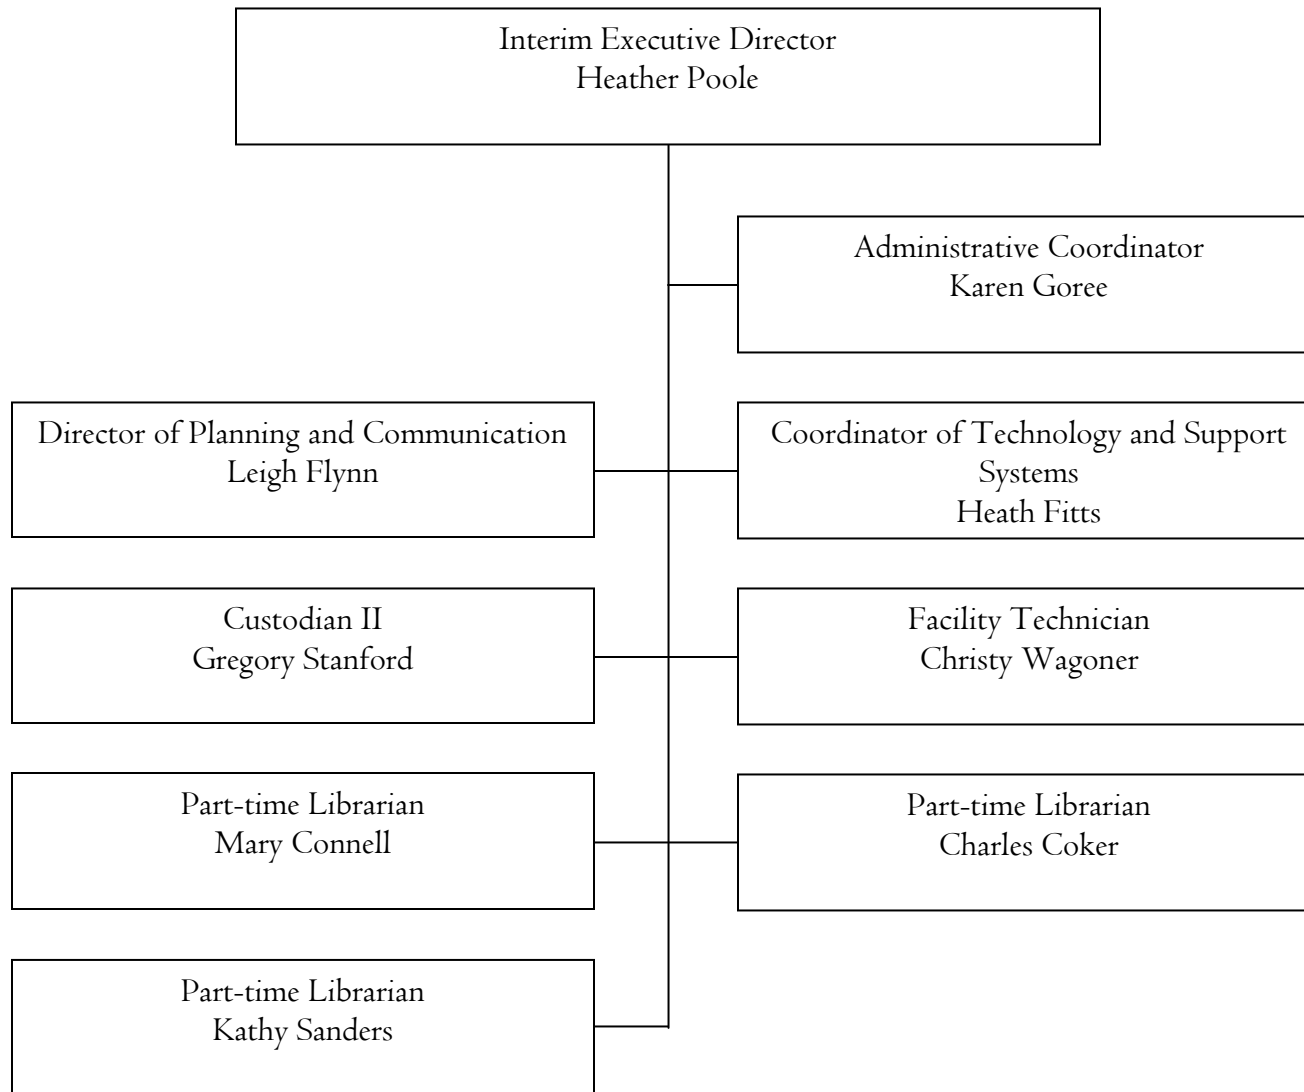 Interim Executive Director
Heather Poole
Administrative Coordinator
Karen Goree
Director of Planning and Communication
Leigh Flynn
Coordinator of Technology and Support
Systems
Heath Fitts
Custodian II
Gregory Stanford
Facility Technician
Christy Wagoner
Part-time Librarian
Mary Connell
Part-time Librarian
Charles Coker
Part-time Librarian
Kathy Sanders